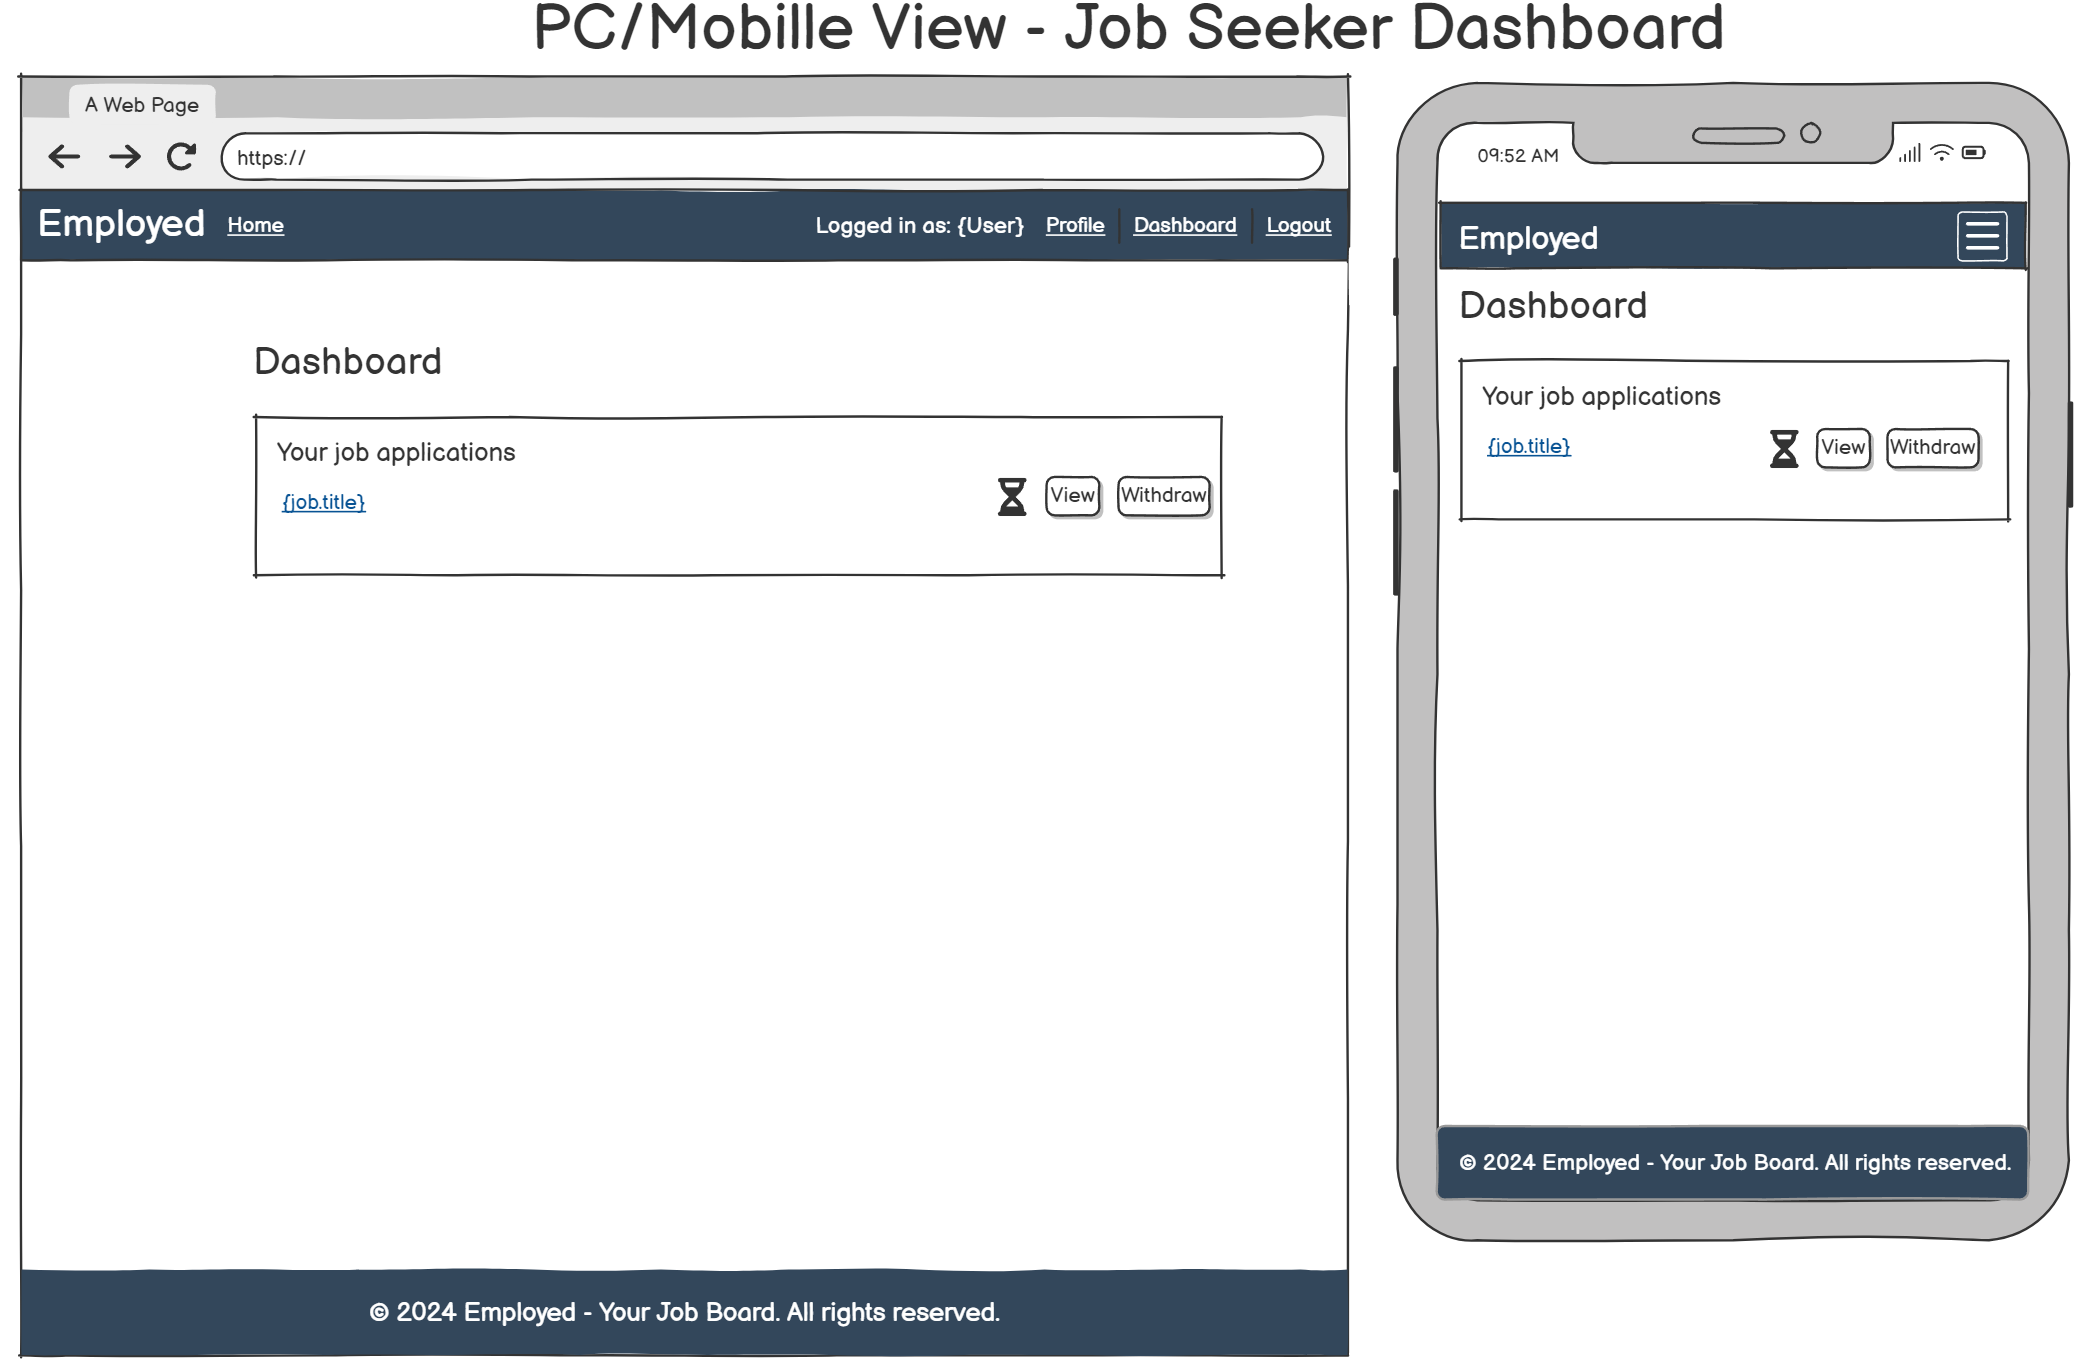 PC/Mobille View - Job Seeker Dashboard
A Web Page
https://
Employed Home Logged in as: {User} Profile Dashboard Logout
Dashboard
Your job applications
{job.title} View Withdraw
© 2024 Employed - Your Job Board. All rights reserved.
09:52 AM
Employed
Dashboard
Your job applications
{job.title} View Withdraw
© 2024 Employed - Your Job Board. All rights reserved.